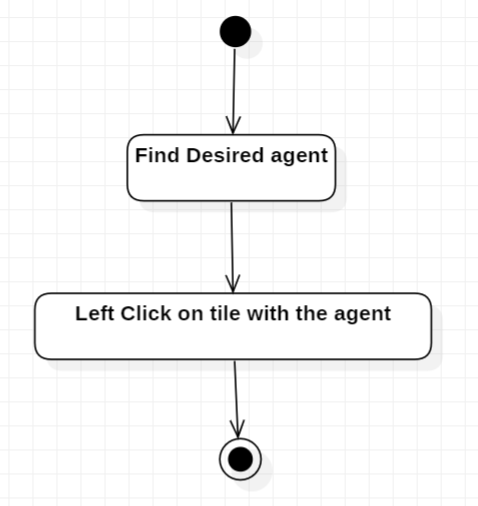 Find Desired agent
Left Click on tile with the agent